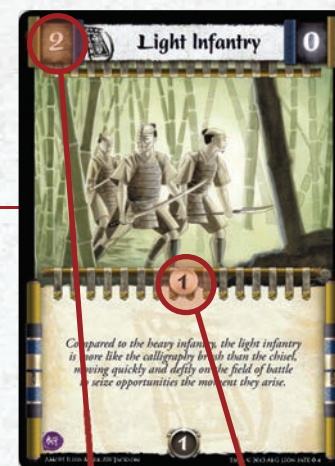 2
Light Infantry
0
1
Compared to the heavy infantry, the light infantry
is more like the calligraphy brush than the chisel,
moving quickly and deftly on the field of battle
to seize opportunities the moment they arise.
1